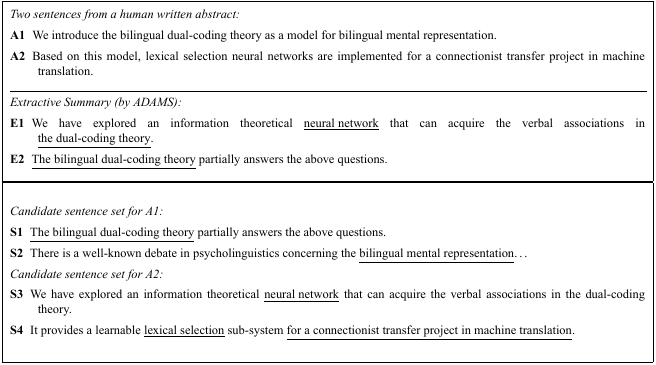 Two sentences from a human written abstract:
A1 We introduce the bilingual dual-coding theory as a model for bilingual mental representation.
A2 Based on this model, lexical selection neural networks are implemented for a connectionist transfer project in machine
translation.
Extractive Summary (by ADAMS):
E1 We have explored an information theoretical neural network that can acquire the verbal associations in
the dual-coding theory.
E2 The bilingual dual-coding theory partially answers the above questions.
Candidate sentence set for A1:
S1 The bilingual dual-coding theory partially answers the above questions.
S2 There is a well-known debate in psycholinguistics concerning the bilingual mental representation...
Candidate sentence set for A2:
S3 We have explored an information theoretical neural network that can acquire the verbal associations in the dual-coding
theory.
S4 It provides a learnable lexical selection sub-system for a connectionist transfer project in machine translation.